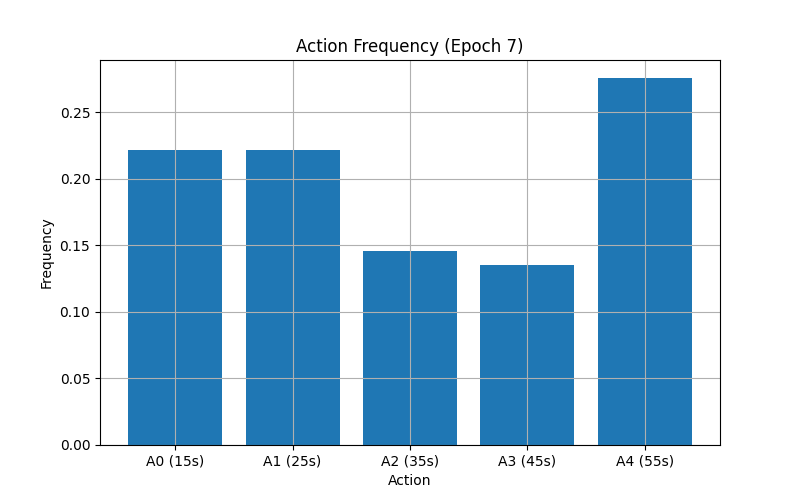 Action Frequency (Epoch 7)
Frequency
0.25
0.20
0.15
0.10
0.05
0.00
A0 (15s) A1 (25s) A2 (35s) A3 (45s) A4 (55s)
Action